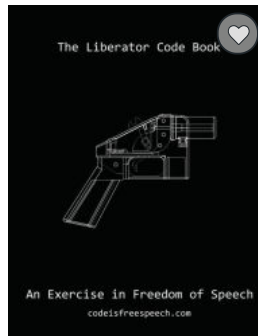 The Liberator Code Book
An Exercise in Freedom of Speech
codeisfreespeech.com